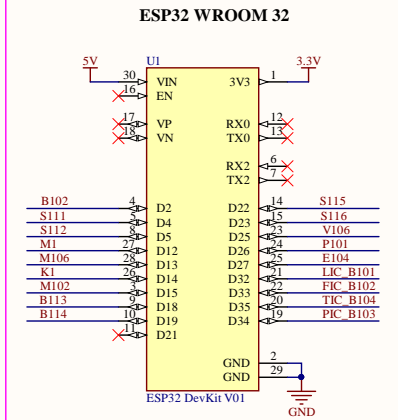 ESP32 WROOM 32
5V U1 3.3V
30 VIN 3V3 1
16 EN
17 VP RX0 12
18 VN TX0 13
RX2 6
TX2 7
B102 4 D2 D22 14 S115
S111 5 D4 D23 15 S116
S112 8 D5 D25 23 V106
M1 27 D12 D26 24 P101
M106 28 D13 D27 25 E104
K1 26 D14 D32 21 LIC_B101
M102 3 D15 D33 22 FIC_B102
B113 9 D18 D35 20 TIC_B104
B114 10 D19 D34 19 PIC_B103
11 D21
GND 2
GND 29
ESP32 DevKit V01
GND